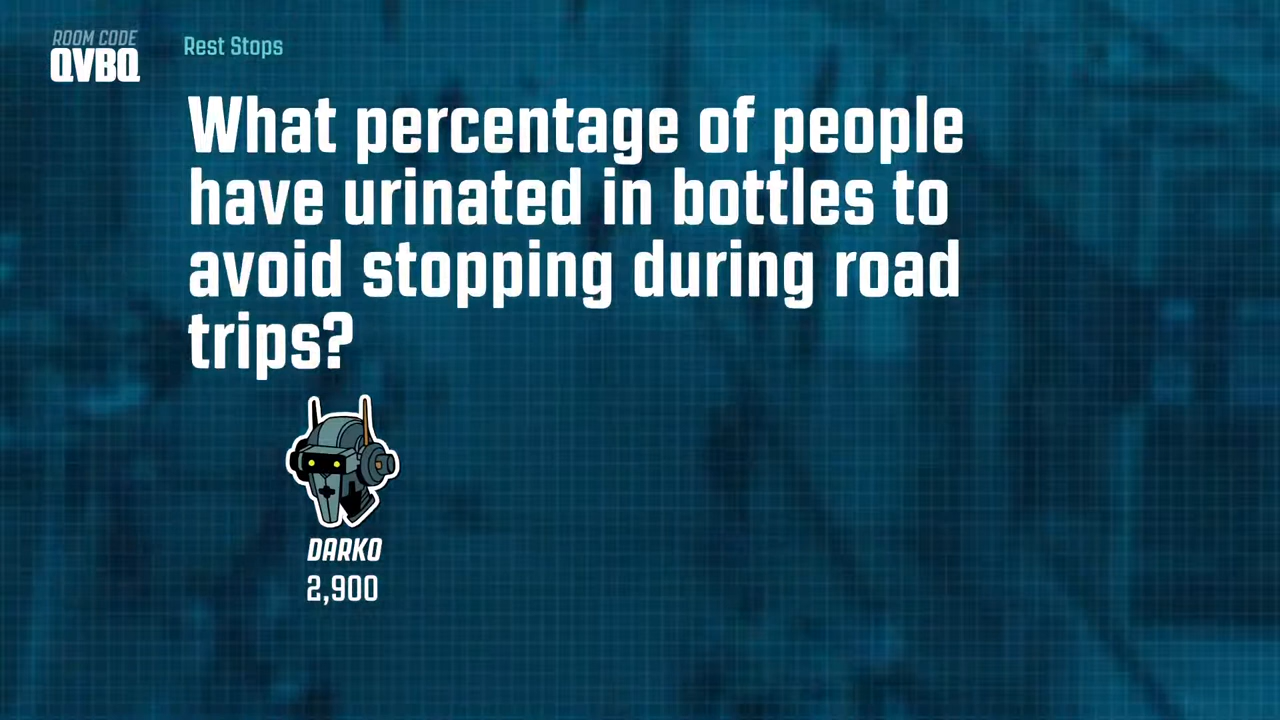 ROOM CODE
QVBQ
Rest Stops
What percentage of people
have urinated in bottles to
avoid stopping during road
trips?
DARKO
2,900